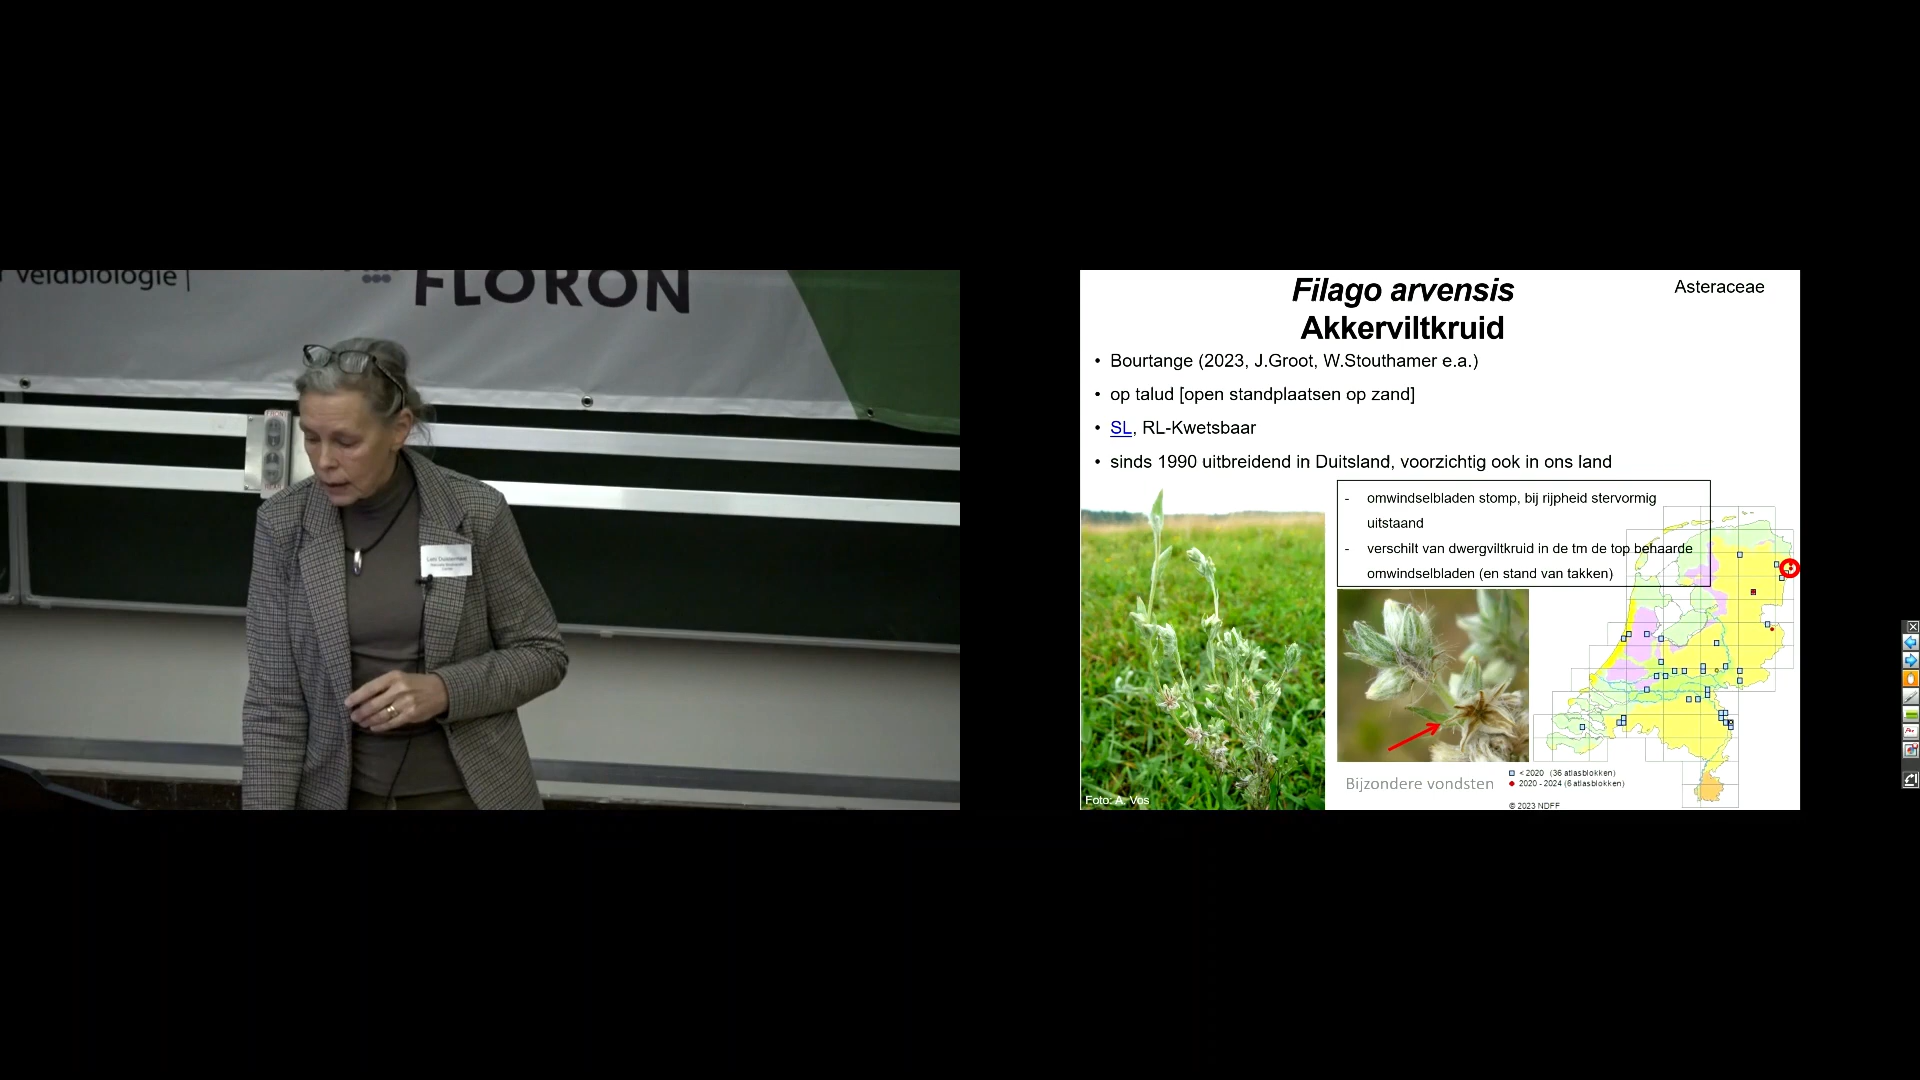 veldbiologie |
FLORON
Filago arvensis
Akkerviltkruid
Asteraceae
• Bourtange (2023, J.Groot, W.Stouthamer e.a.)
• op talud [open standplaatsen op zand]
• SL, RL-Kwetsbaar
• sinds 1990 uitbreidend in Duitsland, voorzichtig ook in ons land
- omwindselbladen stomp, bij rijpheid stervormig
uitstaand
- verschilt van dwergviltkruid in de tm de top behaarde
omwindselbladen (en stand van takken)
Foto: A. Vos
Bijzondere vondsten
< 2020 (36 atlasblokken)
2020 - 2024 (6 atlasblokken)
© 2023 NDFF